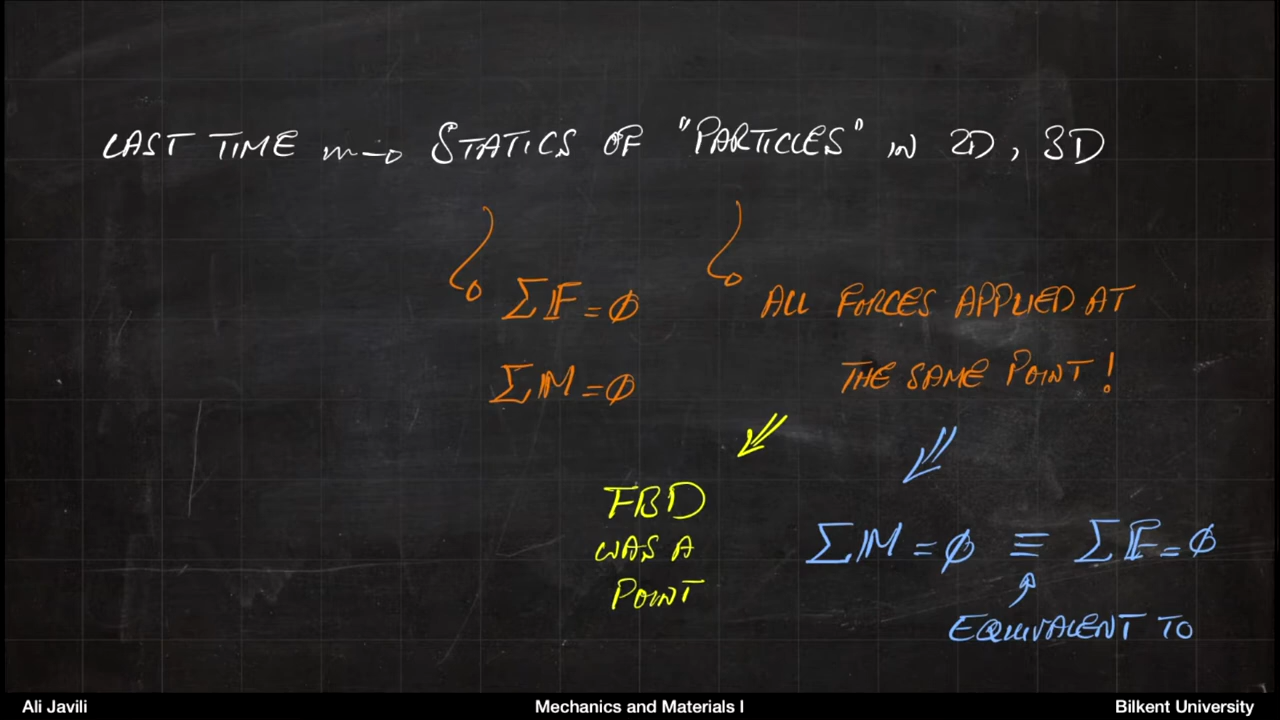 LAST TIME → STATICS OF "PARTICLES" IN 2D, 3D
ΣF = 0
ALL FORCES APPLIED AT
ΣM = 0
THE SAME POINT!
FBD
WAS A
POINT
ΣM = 0 ≡ ΣF = 0
EQUIVALENT TO
Ali Javili
Mechanics and Materials I
Bilkent University